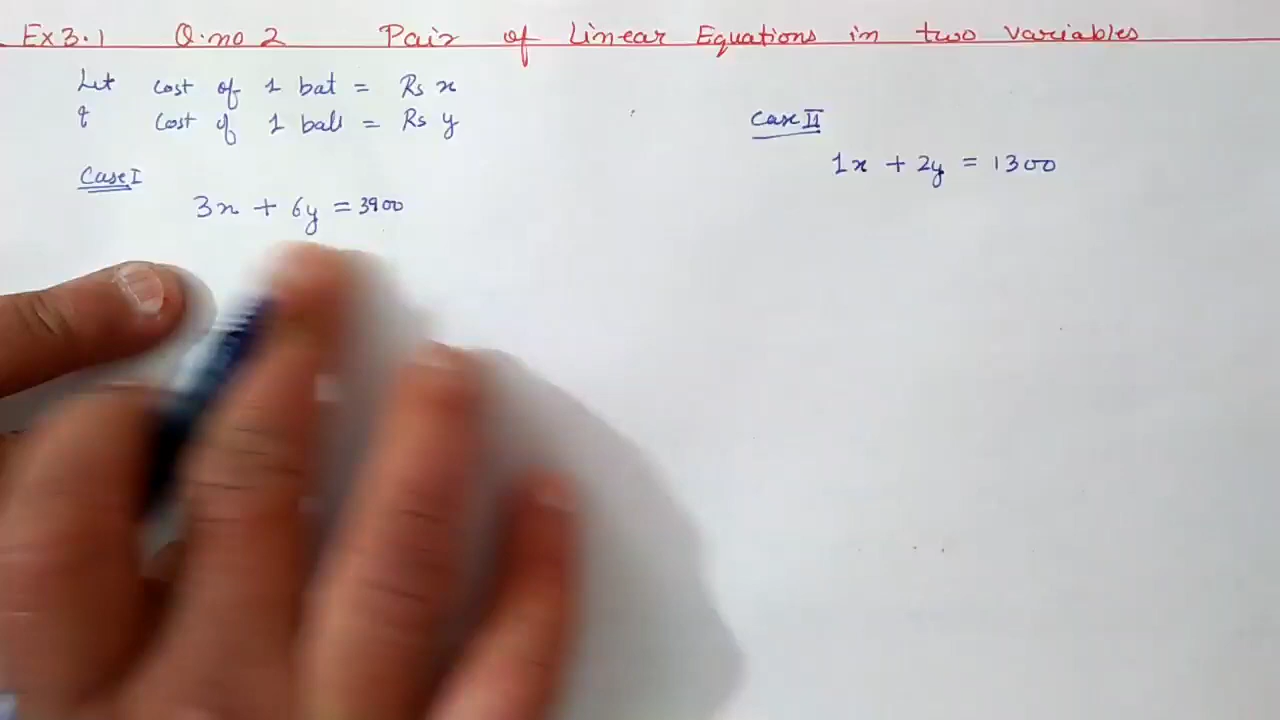 Ex 3.1 Q.no 2 Pair of Linear Equations in two variables
Let cost of 1 bat = Rs x
& cost of 1 ball = Rs y
Case I
3x + 6y = 3900
Case II
1x + 2y = 1300